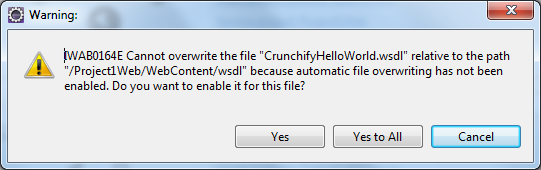 Warning:
IWAB0164E Cannot overwrite the file "CrunchifyHelloWorld.wsdl" relative to the path
"/Project1Web/WebContent/wsdl" because automatic file overwriting has not been
enabled. Do you want to enable it for this file?
Yes
Yes to All
Cancel